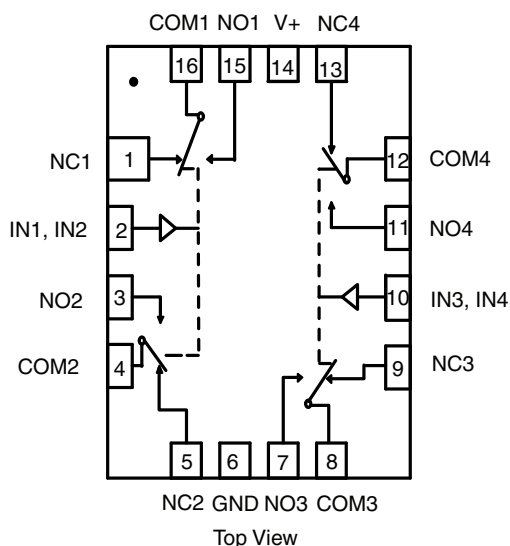 COM1 NO1 V+ NC4
16 15 14 13
NC1 1 12 COM4
IN1, IN2 2 11 NO4
NO2 3 10 IN3, IN4
COM2 4 9 NC3
5 6 7 8
NC2 GND NO3 COM3
Top View